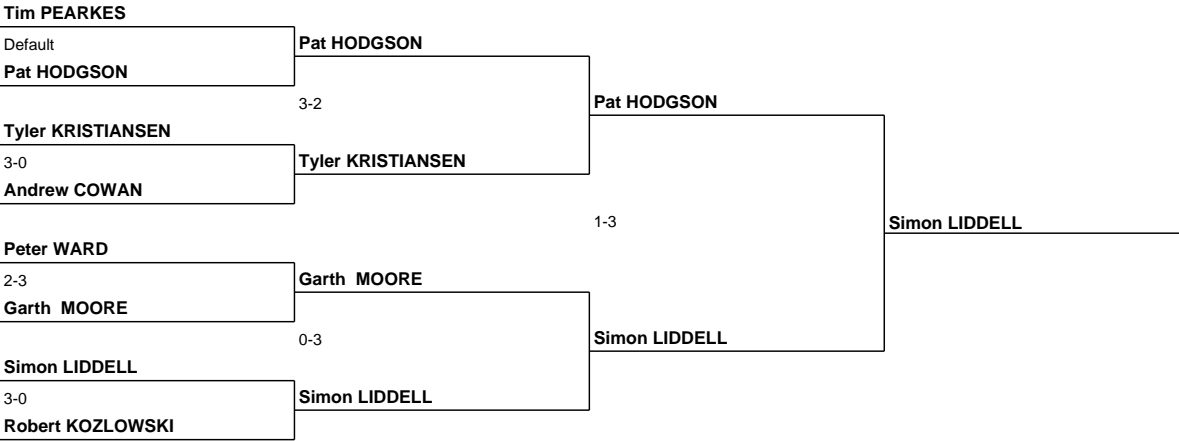 Tim PEARKES
Default
Pat HODGSON
Pat HODGSON
3-2
Pat HODGSON
Tyler KRISTIANSEN
3-0
Tyler KRISTIANSEN
Andrew COWAN
1-3
Simon LIDDELL
Peter WARD
2-3
Garth  MOORE
Garth  MOORE
0-3
Simon LIDDELL
Simon LIDDELL
3-0
Simon LIDDELL
Robert KOZLOWSKI